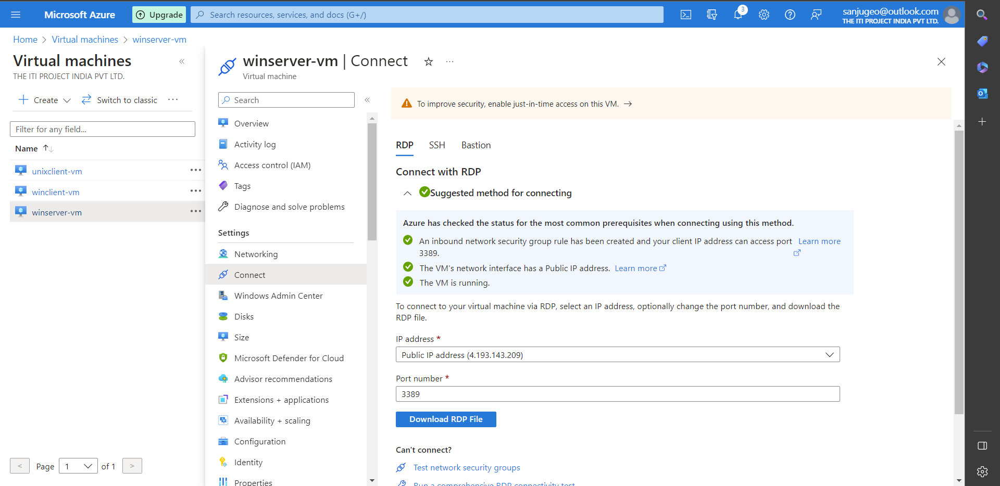 Microsoft Azure
Upgrade
Search resources, services, and docs (G+/)
3
sanjugeo@outlook.com
THE ITI PROJECT INDIA PVT LTD.
Home > Virtual machines > winserver-vm
Virtual machines
THE ITI PROJECT INDIA PVT LTD.
Create
Switch to classic
Filter for any field...
Name
unixclient-vm
winclient-vm
winserver-vm
< Page 1 of 1 >
winserver-vm | Connect
Virtual machine
Search
Overview
Activity log
Access control (IAM)
Tags
Diagnose and solve problems
Settings
Networking
Connect
Windows Admin Center
Disks
Size
Microsoft Defender for Cloud
Advisor recommendations
Extensions + applications
Availability + scaling
Configuration
Identity
Properties
To improve security, enable just-in-time access on this VM. →
RDP SSH Bastion
Connect with RDP
Suggested method for connecting
Azure has checked the status for the most common prerequisites when connecting using this method.
An inbound network security group rule has been created and your client IP address can access port Learn more
3389.
The VM's network interface has a Public IP address. Learn more
The VM is running.
To connect to your virtual machine via RDP, select an IP address, optionally change the port number, and download the
RDP file.
IP address *
Public IP address (4.193.143.209)
Port number *
3389
Download RDP File
Can't connect?
Test network security groups
Run a comprehensive RDP connectivity test